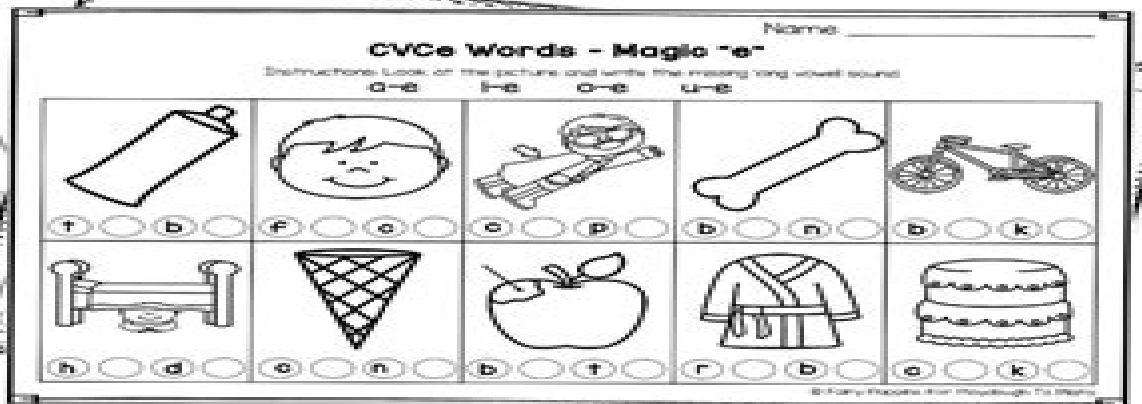 Name
CVCe Words - Magic "e"
Instructions: Look at the picture and write the missing long vowel sound.
a-e i-e o-e u-e
t b f c c p b n b k
h d c n b t r b c k